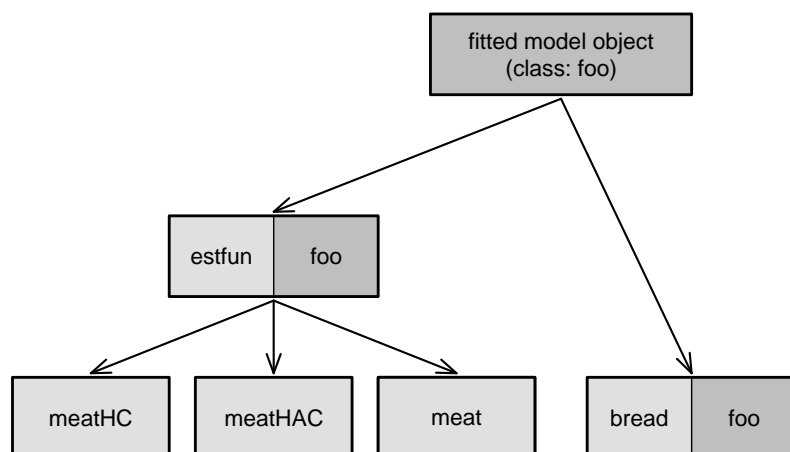 fitted model object
(class: foo)
estfun
foo
meatHC
meatHAC
meat
bread
foo